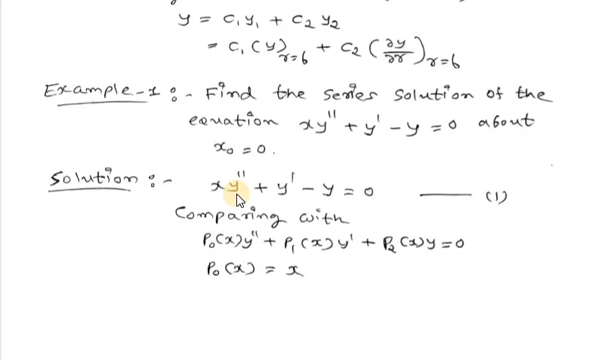 y = c₁y₁ + c₂y₂
= c₁(y)ᵣ₌₆ + c₂(∂y/∂r)ᵣ₌₆
Example-1 :- Find the series solution of the
equation xy'' + y' - y = 0 about
x₀ = 0.
Solution :- xy'' + y' - y = 0 —— (1)
Comparing with
P₀(x)y'' + P₁(x)y' + P₂(x)y = 0
P₀(x) = x